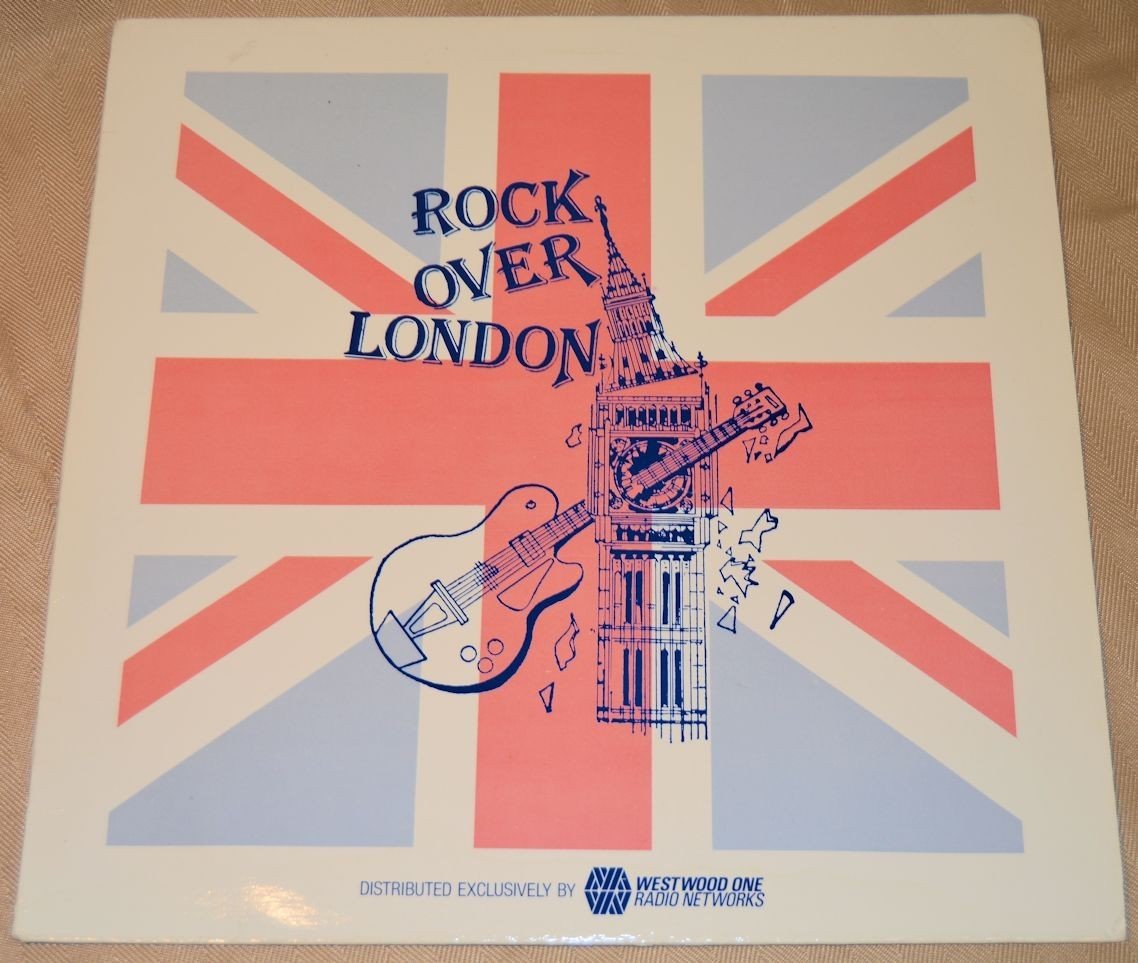 ROCK
OVER
LONDON
DISTRIBUTED EXCLUSIVELY BY
WESTWOOD ONE
RADIO NETWORKS